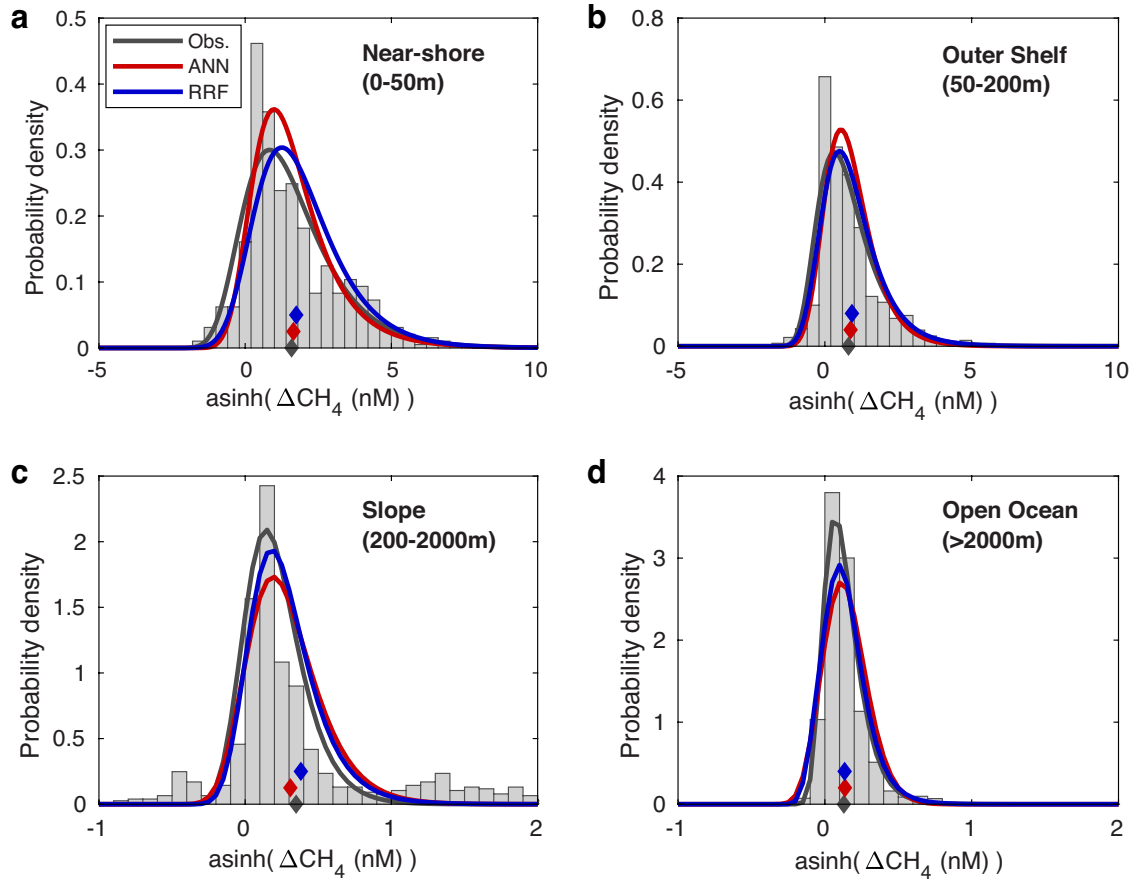 a
0.5
0.4
0.3
0.2
0.1
0
Probability density
Obs.
ANN
RRF
Near-shore
(0-50m)
-5 0 5 10
asinh( ΔCH₄ (nM) )
b
0.8
0.6
0.4
0.2
0
Probability density
Outer Shelf
(50-200m)
-5 0 5 10
asinh( ΔCH₄ (nM) )
c
2.5
2
1.5
1
0.5
0
Probability density
Slope
(200-2000m)
-1 0 1 2
asinh( ΔCH₄ (nM) )
d
4
3
2
1
0
Probability density
Open Ocean
(>2000m)
-1 0 1 2
asinh( ΔCH₄ (nM) )